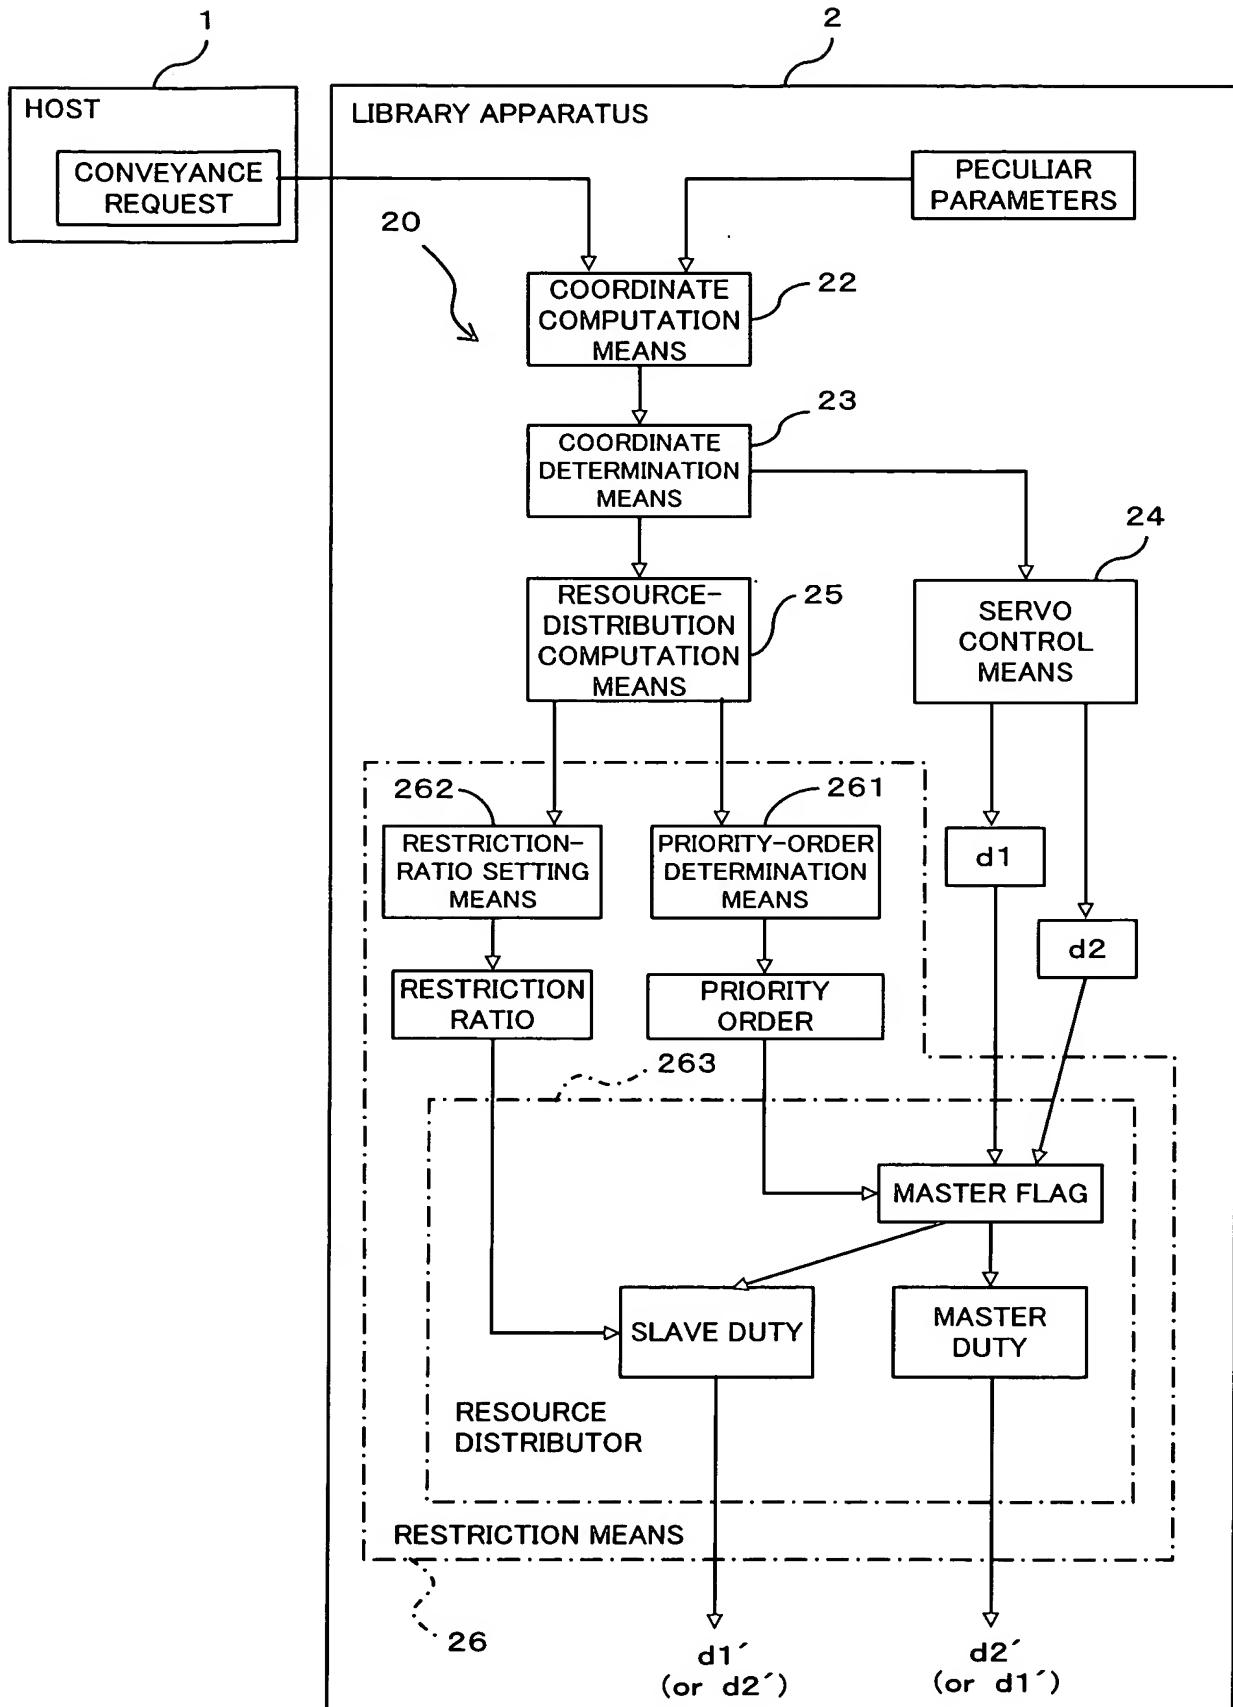 1
2
HOST
LIBRARY APPARATUS
CONVEYANCE
REQUEST
PECULIAR
PARAMETERS
20
COORDINATE
COMPUTATION
MEANS
22
COORDINATE
DETERMINATION
MEANS
23
24
RESOURCE-
DISTRIBUTION
COMPUTATION
MEANS
25
SERVO
CONTROL
MEANS
262
261
RESTRICTION-
RATIO SETTING
MEANS
PRIORITY-ORDER
DETERMINATION
MEANS
d1
d2
RESTRICTION
RATIO
PRIORITY
ORDER
263
MASTER FLAG
SLAVE DUTY
MASTER
DUTY
RESOURCE
DISTRIBUTOR
RESTRICTION MEANS
26
d1´
(or d2´)
d2´
(or d1´)